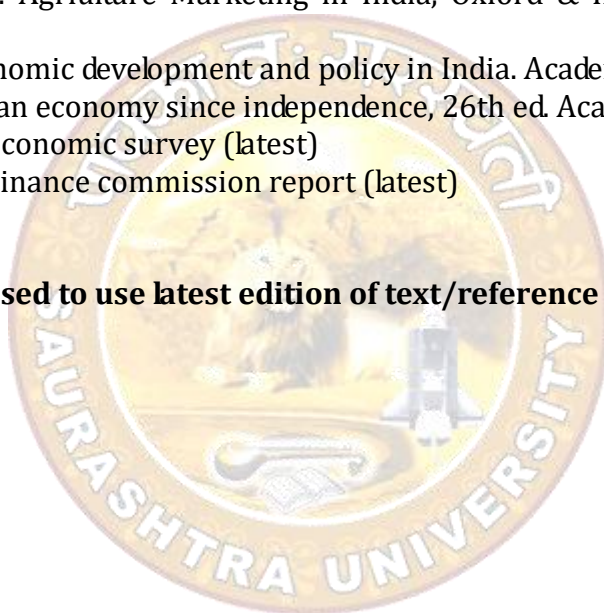 . Agriculture Marketing in India, Oxford &
nomic development and policy in India. Acade
an economy since independence, 26th ed. Aca
conomic survey (latest)
inance commission report (latest)
sed to use latest edition of text/reference
SAURASHTRA UNIVERSITY